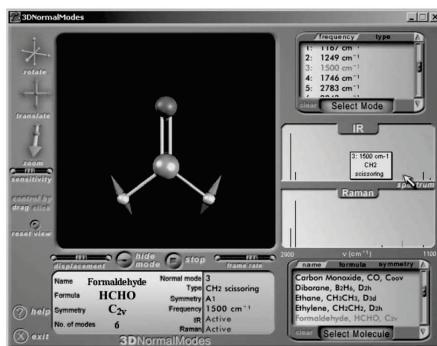 3DNormalModes
rotate
translate
zoom
sensitivity
control by
drag click
reset view
help
exit
displacement
hide
mode
stop
frame rate
Name Formaldehyde
Formula HCHO
Symmetry C2v
No. of modes 6
Normal mode 3
Type CH2 scissoring
Symmetry A1
Frequency 1500 cm⁻¹
IR Active
Raman Active
3DNormalModes
frequency type
1: 1167 cm⁻¹
2: 1249 cm⁻¹
3: 1500 cm⁻¹
4: 1746 cm⁻¹
5: 2783 cm⁻¹
clear Select Mode
IR
3: 1500 cm-1
CH2
scissoring
spectrum
Raman
2900 ν (cm⁻¹) 1100
name formula symmetry
Carbon Monoxide, CO, C∞v
Diborane, B2H6, D2h
Ethane, CH3CH3, D3d
Ethylene, CH2CH2, D2h
Formaldehyde, HCHO, C2v
clear Select Molecule